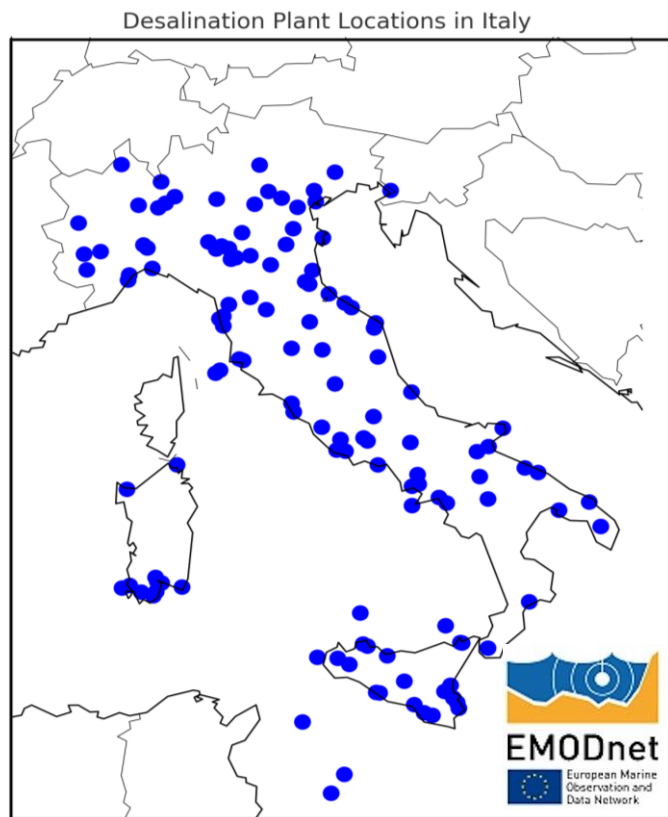 Desalination Plant Locations in Italy
EMODnet
European Marine
Observation and
Data Network